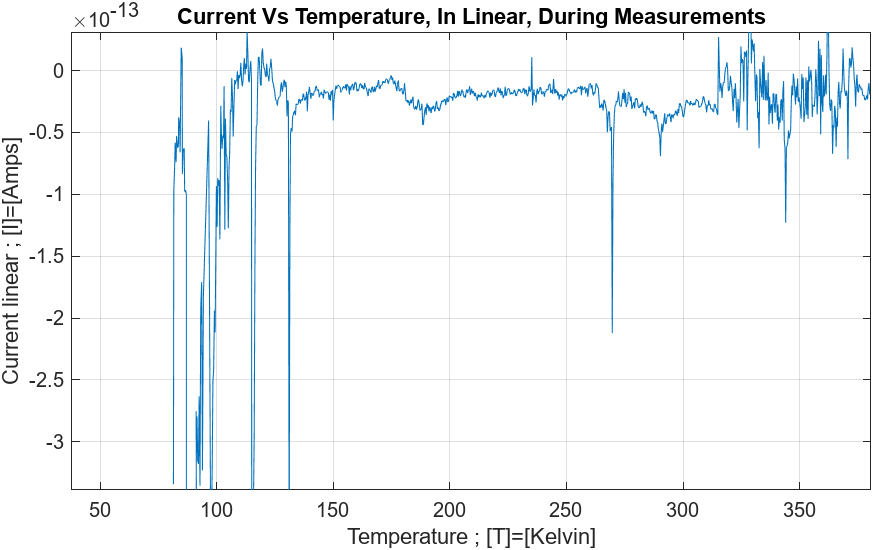 ×10-13
Current Vs Temperature, In Linear, During Measurements
0
-0.5
-1
-1.5
-2
-2.5
-3
Current linear ; [I]=[Amps]
50 100 150 200 250 300 350
Temperature ; [T]=[Kelvin]